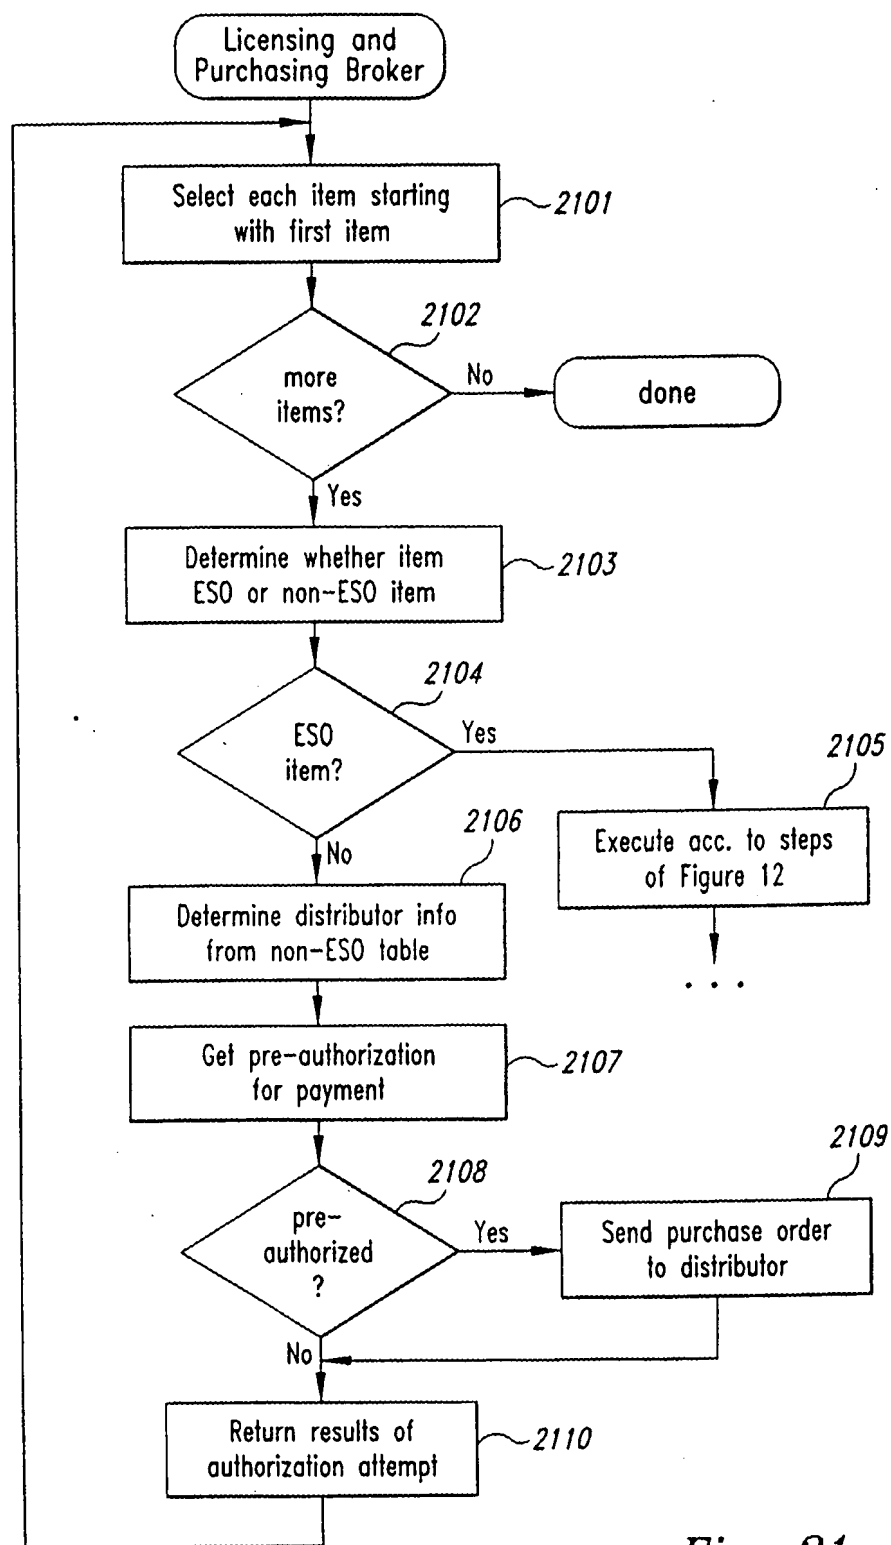 Licensing and
Purchasing Broker
Select each item starting
with first item
2101
2102
more
items?
No
done
Yes
Determine whether item
ESO or non-ESO item
2103
2104
ESO
item?
Yes
2105
Execute acc. to steps
of Figure 12
. . .
No
2106
Determine distributor info
from non-ESO table
Get pre-authorization
for payment
2107
2108
pre-
authorized
?
Yes
2109
Send purchase order
to distributor
No
Return results of
authorization attempt
2110